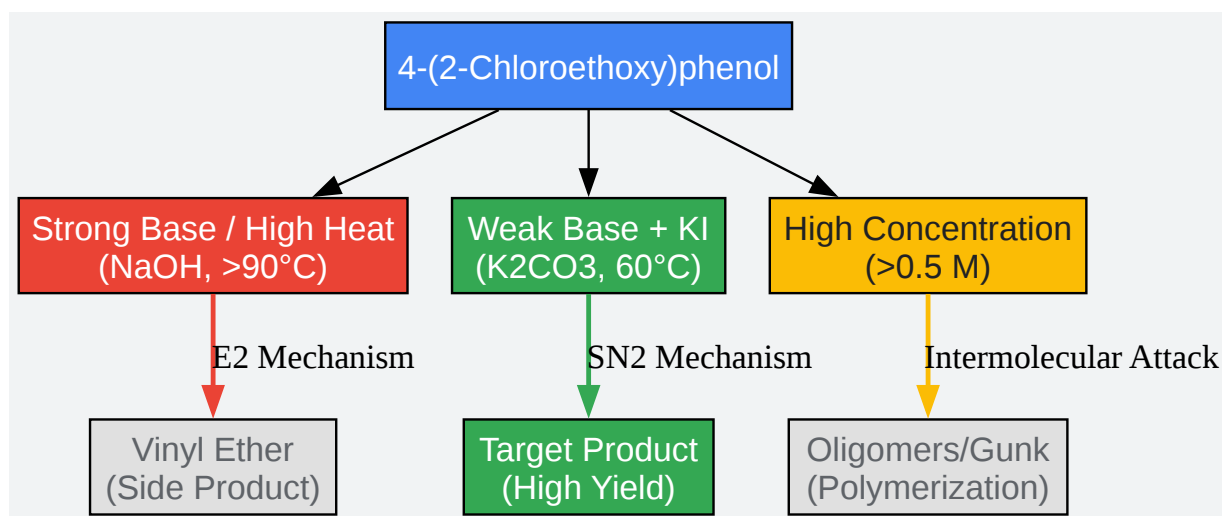 4-(2-Chloroethoxy)phenol
Strong Base / High Heat
(NaOH, >90°C)
Weak Base + KI
(K2CO3, 60°C)
High Concentration
(>0.5 M)
E2 Mechanism
SN2 Mechanism
Intermolecular Attack
Vinyl Ether
(Side Product)
Target Product
(High Yield)
Oligomers/Gunk
(Polymerization)